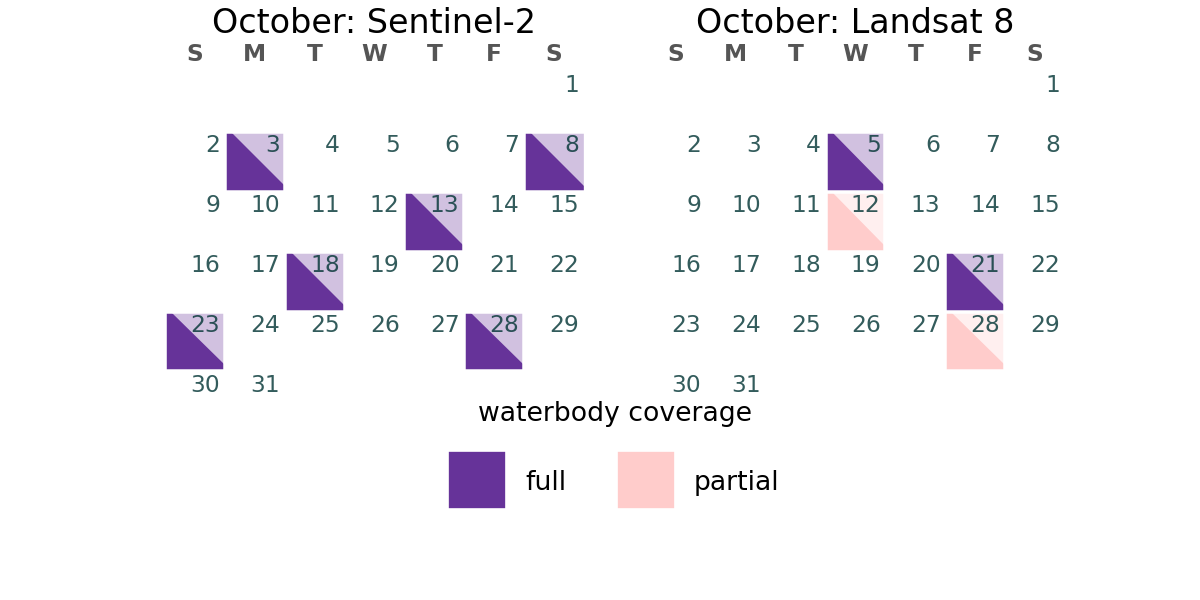 October: Sentinel-2
S M T W T F S
1
2 3 4 5 6 7 8
9 10 11 12 13 14 15
16 17 18 19 20 21 22
23 24 25 26 27 28 29
30 31
October: Landsat 8
S M T W T F S
1
2 3 4 5 6 7 8
9 10 11 12 13 14 15
16 17 18 19 20 21 22
23 24 25 26 27 28 29
30 31
waterbody coverage
full
partial